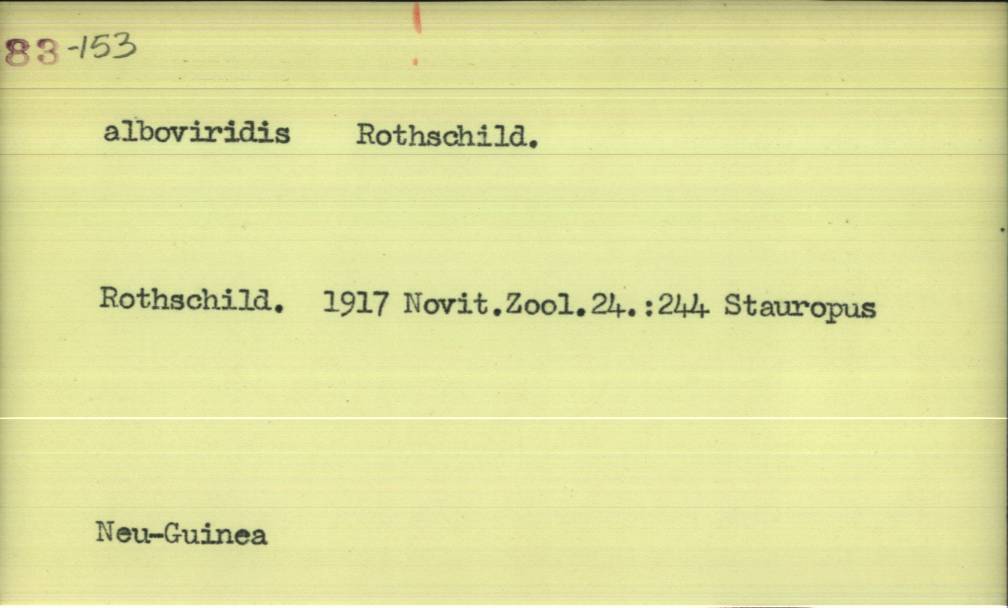 83-153
alboviridis Rothschild.
Rothschild. 1917 Novit.Zool.24.:244 Stauropus
Neu-Guinea